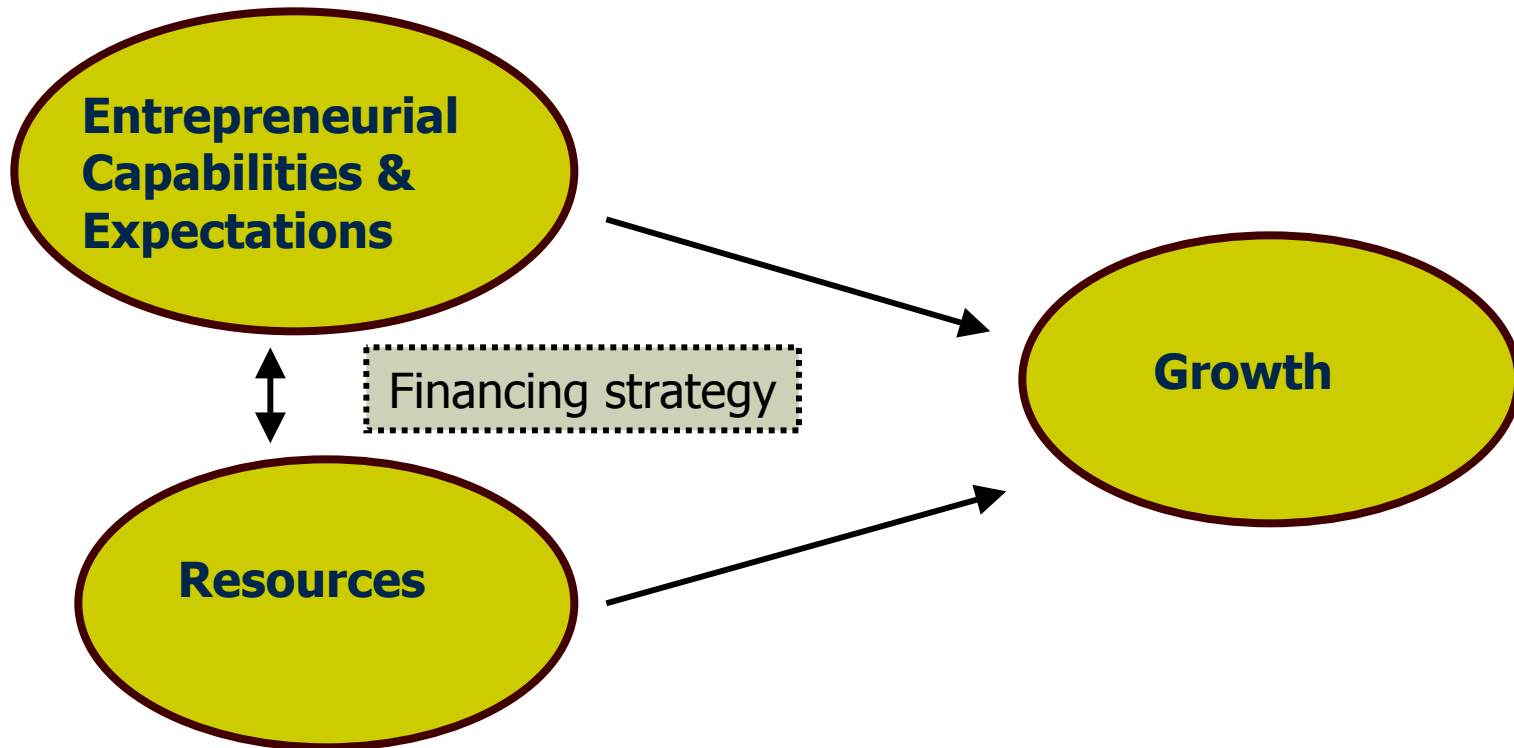 Entrepreneurial
Capabilities &
Expectations
Financing strategy
Growth
Resources